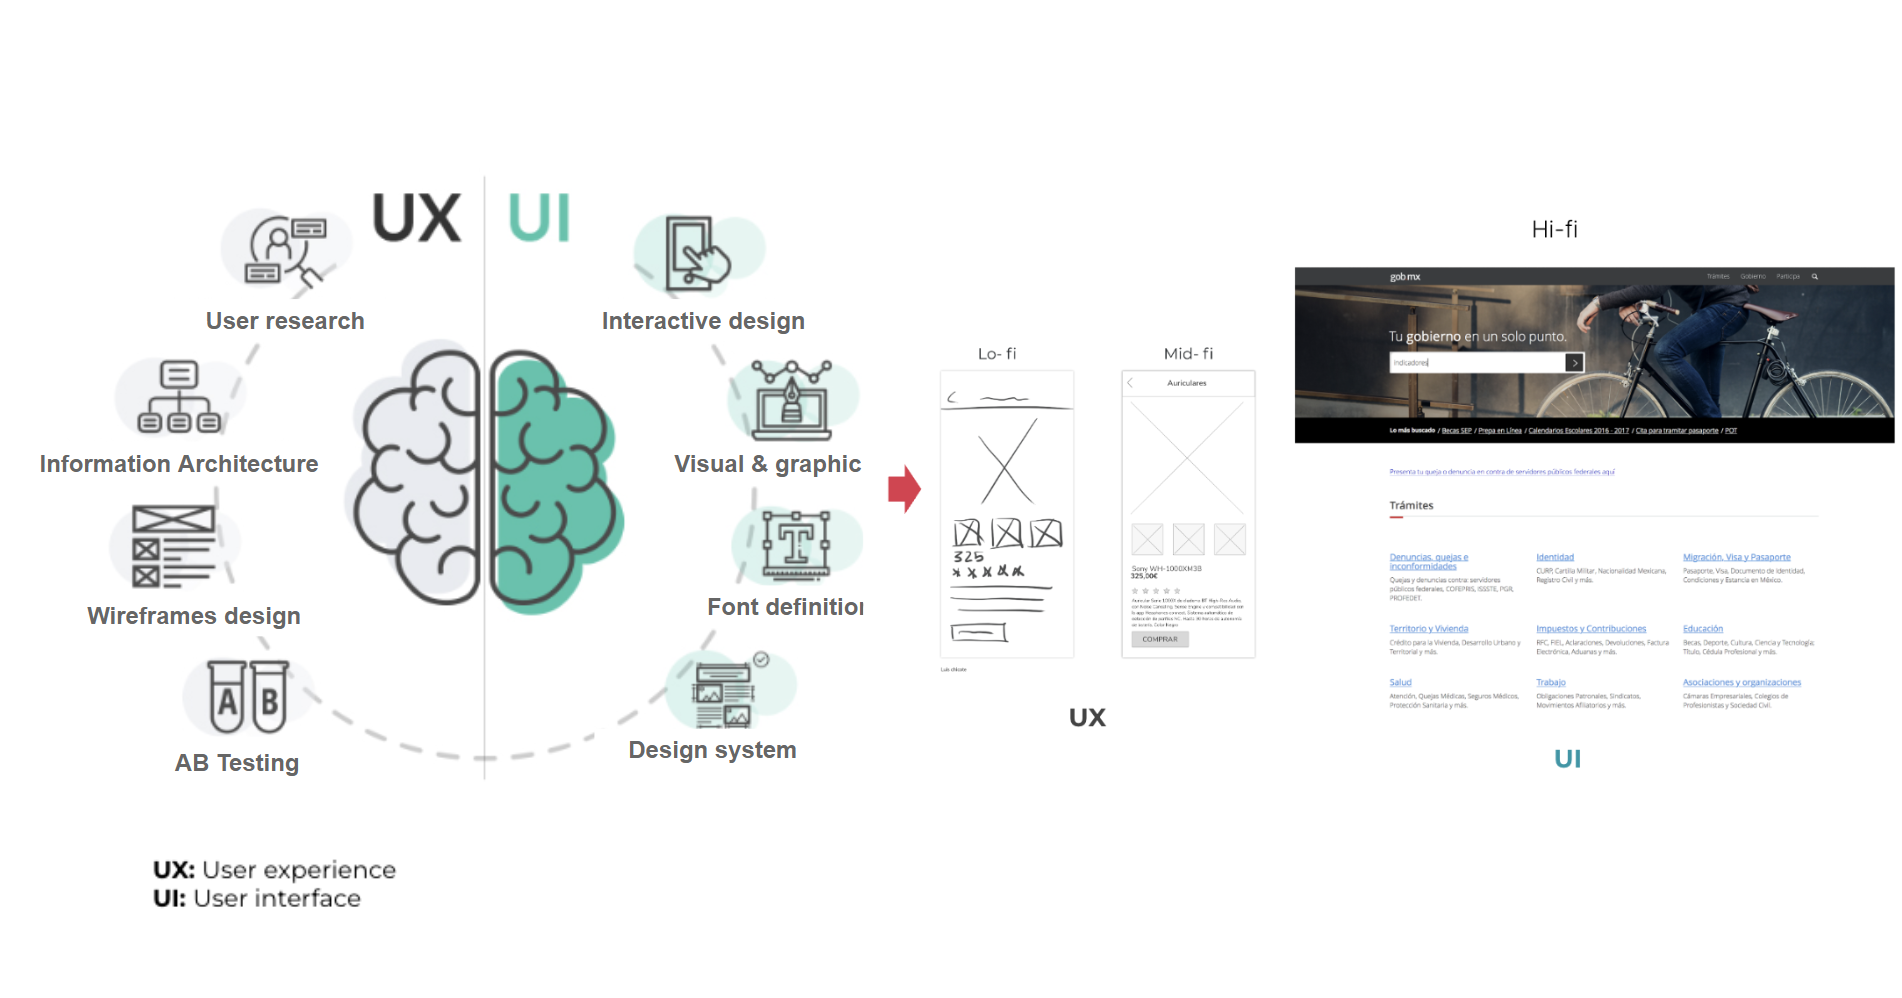 UX
UI
User research
Interactive design
Information Architecture
Visual & graphic
Wireframes design
Font definition
A B
T
AB Testing
Design system
UX: User experience
UI: User interface
Lo- fi
325
Mid- fi
Auriculares
Sony WH-1000XM3B
325,00€
COMPRAR
UX
Hi-fi
gob mx
Trámites Gobierno Participa
Tu gobierno en un solo punto.
indicadores
Lo más buscado / Becas SEP / Prepa en Línea / Calendarios Escolares 2016 - 2017 / Cita para tramitar pasaporte / POT
Presenta tu queja o denuncia en contra de servidores públicos federales aquí
Trámites
Denuncias, quejas e
inconformidades
Quejas y denuncias contra: servidores
públicos federales, COFEPRIS, ISSSTE, PGR,
PROFEDET.
Identidad
CURP, Cartilla Militar, Nacionalidad Mexicana,
Registro Civil y más.
Migración, Visa y Pasaporte
Pasaporte, Visa, Documento de Identidad,
Condiciones y Estancia en México.
Territorio y Vivienda
Crédito para la Vivienda, Desarrollo Urbano y
Territorial y más.
Impuestos y Contribuciones
RFC, FIEL, Aclaraciones, Devoluciones, Factura
Electrónica, Aduanas y más.
Educación
Becas, Deporte, Cultura, Ciencia y Tecnología;
Título, Cédula Profesional y más.
Salud
Atención, Quejas Médicas, Seguros Médicos,
Protección Sanitaria y más.
Trabajo
Obligaciones Patronales, Sindicatos,
Movimientos Afiliatorios y más.
Asociaciones y organizaciones
Cámaras Empresariales, Colegios de
Profesionistas y Sociedad Civil.
UI